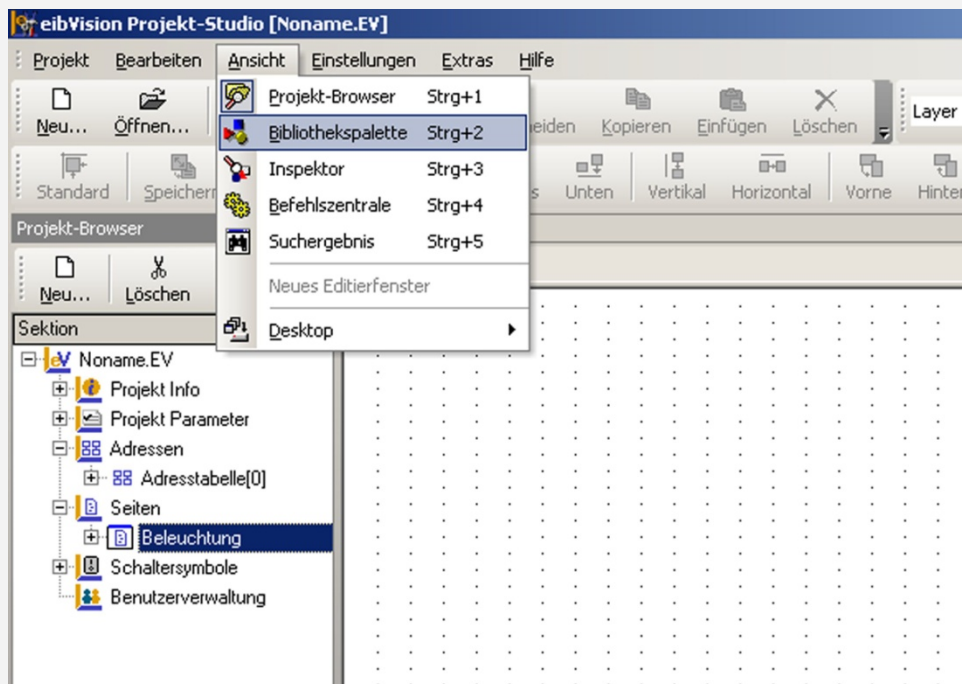 eibVision Projekt-Studio [Noname.EV]
Projekt Bearbeiten Ansicht Einstellungen Extras Hilfe
Neu... Öffnen... Kopieren Einfügen Löschen Layer
Projekt-Browser Strg+1
Bibliothekspalette Strg+2
Inspektor Strg+3
Befehlszentrale Strg+4
Suchergebnis Strg+5
Neues Editierfenster
Desktop
Standard Unten Vertikal Horizontal Vorne
Projekt-Browser
Neu... Löschen
Sektion
Noname.EV
Projekt Info
Projekt Parameter
Adressen
Adresstabelle[0]
Seiten
Beleuchtung
Schaltersymbole
Benutzerverwaltung